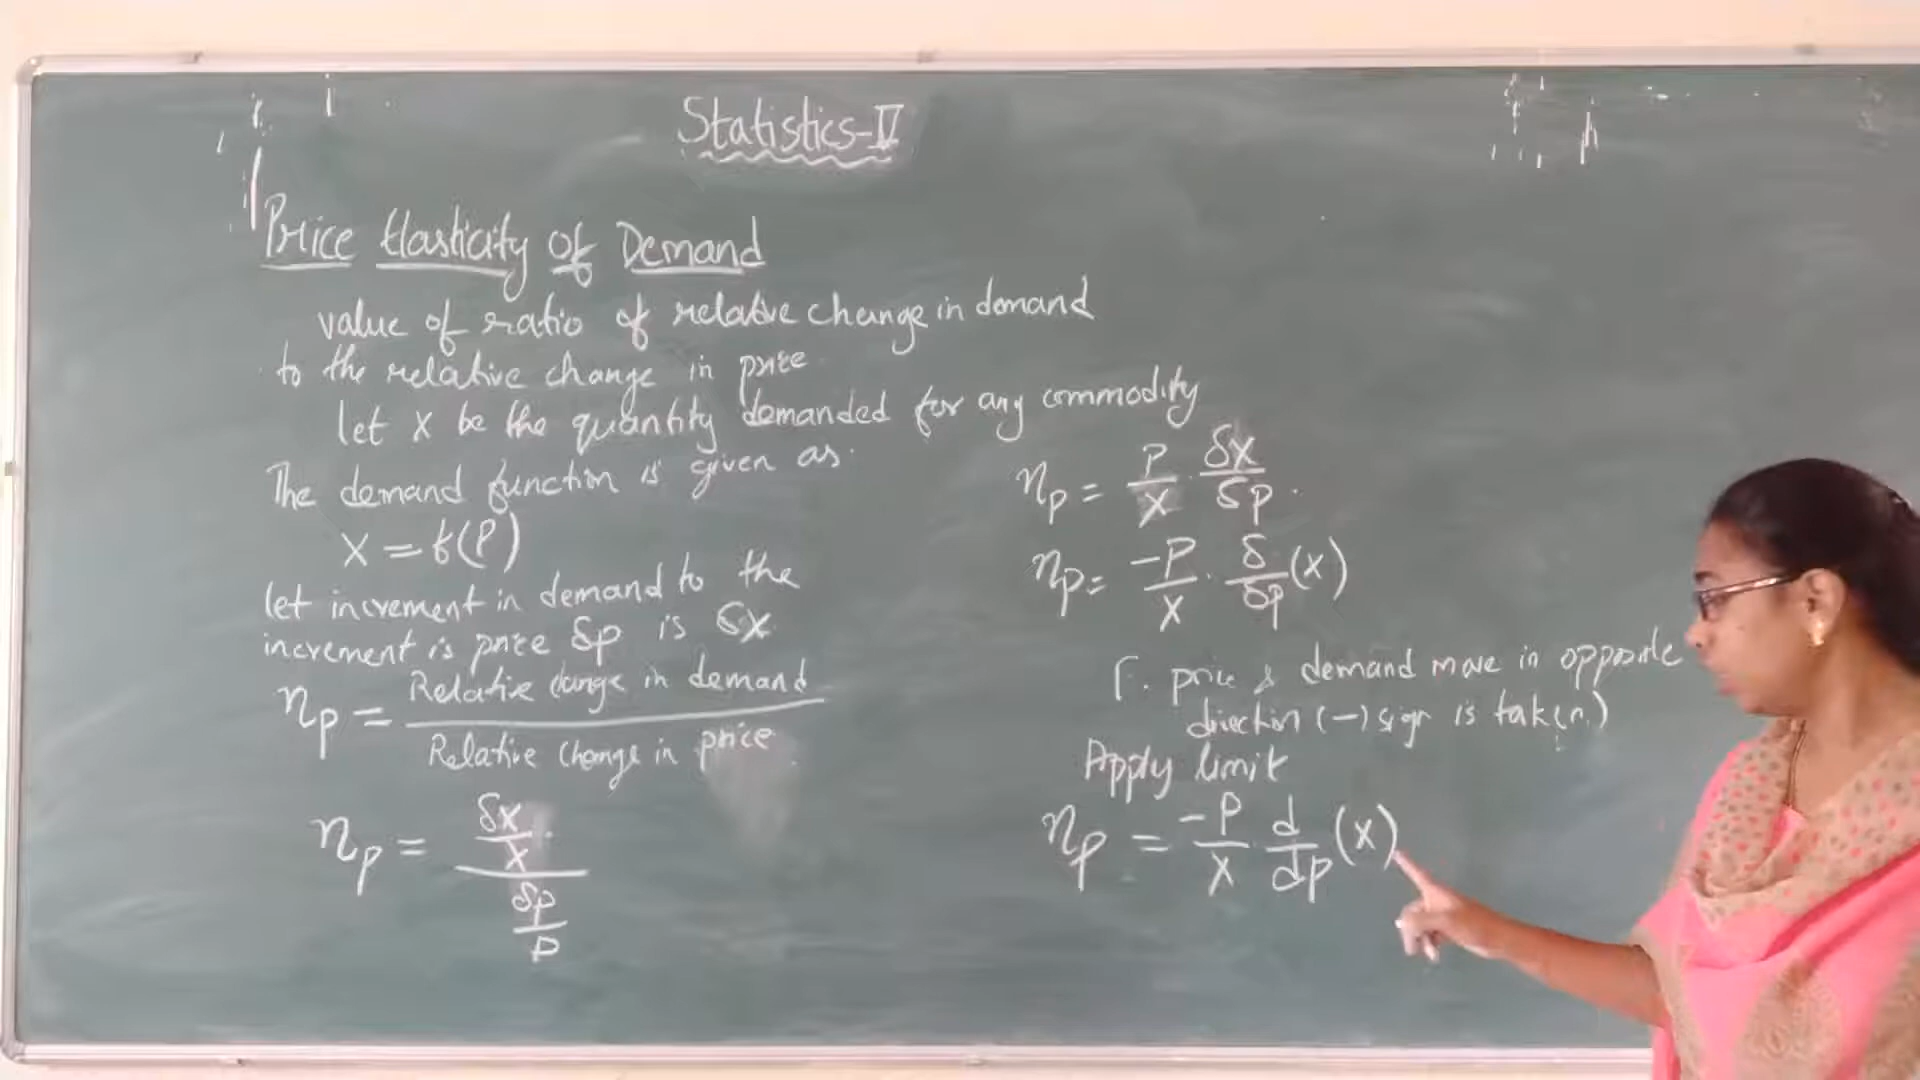 Statistics-IV
Price Elasticity of Demand
value of ratio of relative change in demand
to the relative change in price
let x be the quantity demanded for any commodity
The demand function is given as
x = f(P)
let increment in demand to the
increment is price δp is δx
ηp = Relative change in demand / Relative change in price
ηp = (δx / x) / (δp / p)
ηp = P/x · δx/δp
ηp = -P/x · δ/δp (x)
[∵ price & demand move in opposite
direction (-) sign is taken]
Apply limit
ηp = -P/x · d/dp (x)